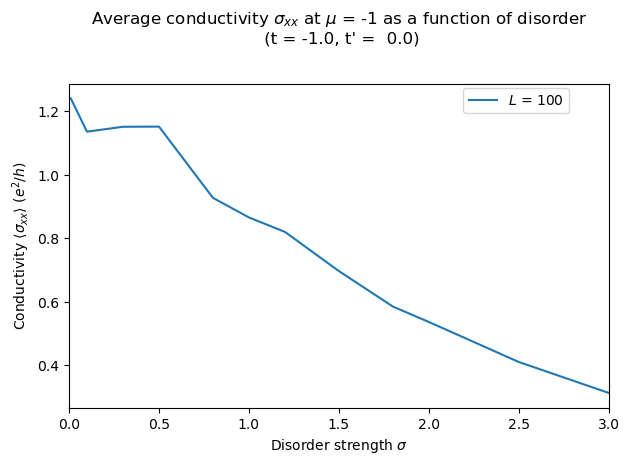 Average conductivity σxx at μ = -1 as a function of disorder
(t = -1.0, t' =  0.0)
L = 100
Conductivity ⟨σxx⟩ (e²/h)
1.2
1.0
0.8
0.6
0.4
0.0 0.5 1.0 1.5 2.0 2.5 3.0
Disorder strength σ